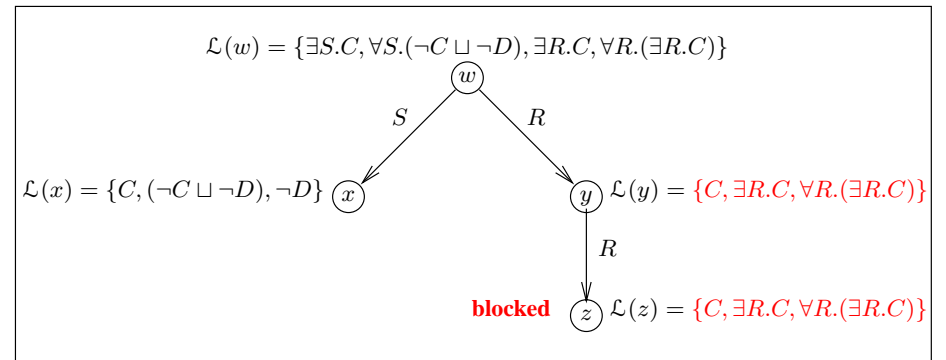 ℒ(w) = {∃S.C, ∀S.(¬C ⊔ ¬D), ∃R.C, ∀R.(∃R.C)}
w
S R
ℒ(x) = {C, (¬C ⊔ ¬D), ¬D} x y ℒ(y) = {C, ∃R.C, ∀R.(∃R.C)}
R
blocked z ℒ(z) = {C, ∃R.C, ∀R.(∃R.C)}